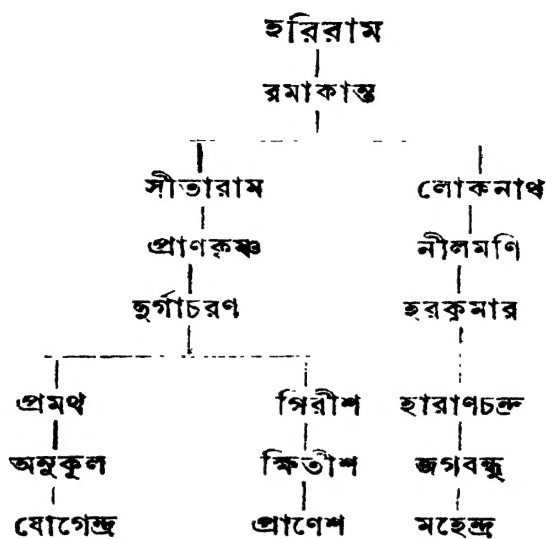 হরিরাম
রমাকান্ত
সীতারাম লোকনাথ
প্রাণকৃষ্ণ নীলমণি
দুর্গাচরণ হরকুমার
প্রমথ গিরীশ হারাণচন্দ্র
অনুকূল ক্ষিতীশ জগবন্ধু
যোগেন্দ্র প্রাণেশ মহেন্দ্র